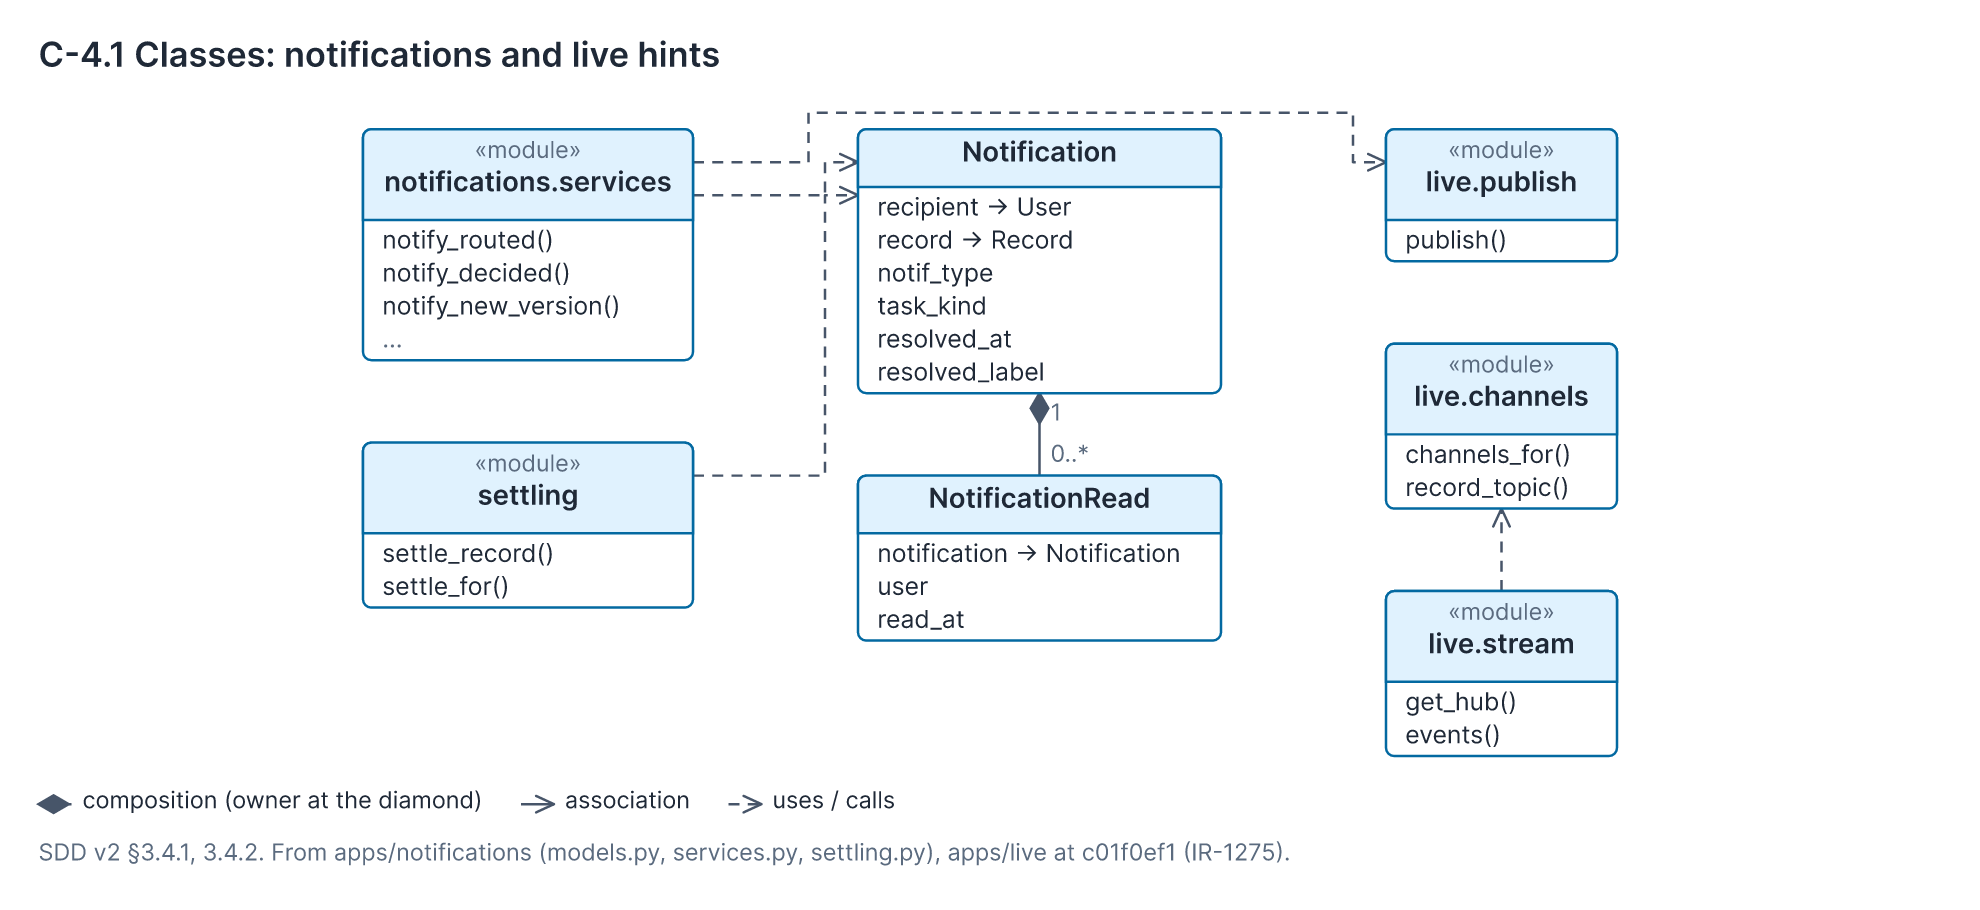 C-4.1 Classes: notifications and live hints
«module»
notifications.services
notify_routed()
notify_decided()
notify_new_version()
...
«module»
settling
settle_record()
settle_for()
Notification
recipient → User
record → Record
notif_type
task_kind
resolved_at
resolved_label
1
0..*
NotificationRead
notification → Notification
user
read_at
«module»
live.publish
publish()
«module»
live.channels
channels_for()
record_topic()
«module»
live.stream
get_hub()
events()
composition (owner at the diamond)
association
uses / calls
SDD v2 §3.4.1, 3.4.2. From apps/notifications (models.py, services.py, settling.py), apps/live at c01f0ef1 (IR-1275).